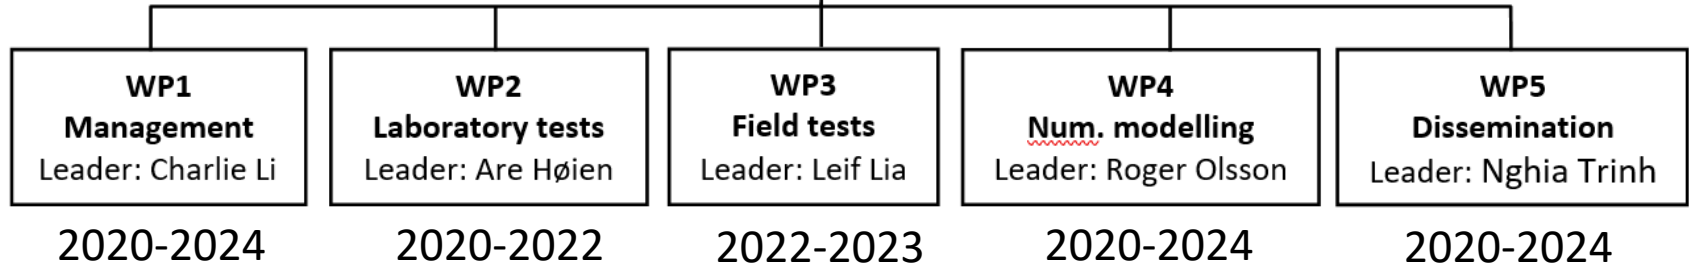 WP1
Management
Leader: Charlie Li
2020-2024
WP2
Laboratory tests
Leader: Are Høien
2020-2022
WP3
Field tests
Leader: Leif Lia
2022-2023
WP4
Num. modelling
Leader: Roger Olsson
2020-2024
WP5
Dissemination
Leader: Nghia Trinh
2020-2024